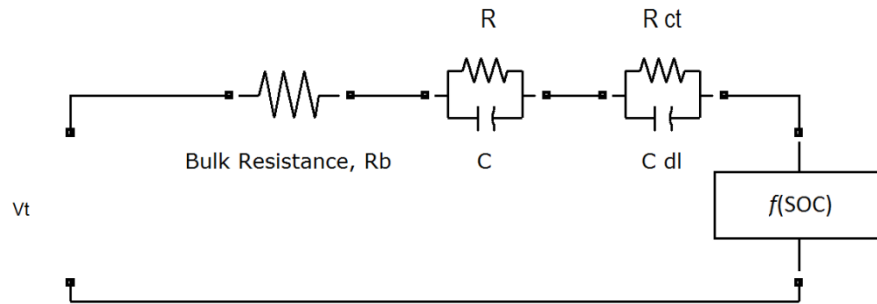 R
R ct
Bulk Resistance, Rb
C
C dl
Vt
f(SOC)